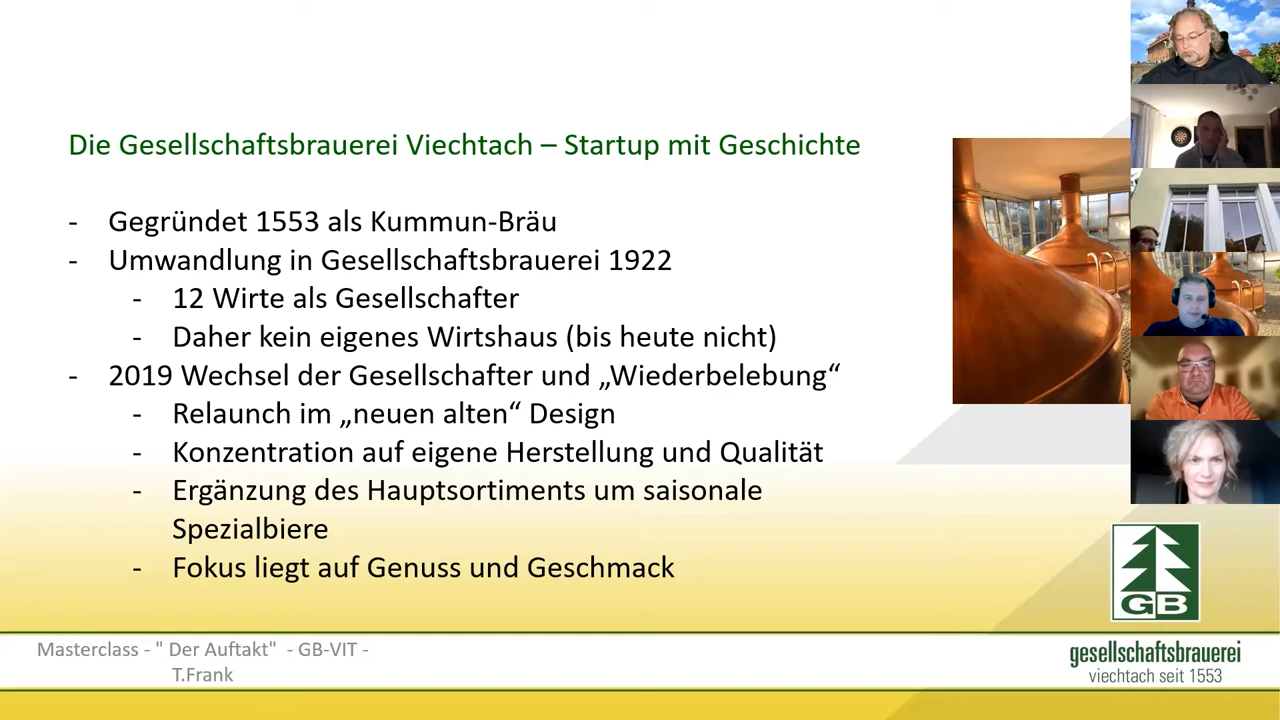 Die Gesellschaftsbrauerei Viechtach – Startup mit Geschichte
- Gegründet 1553 als Kummun-Bräu
- Umwandlung in Gesellschaftsbrauerei 1922
- 12 Wirte als Gesellschafter
- Daher kein eigenes Wirtshaus (bis heute nicht)
- 2019 Wechsel der Gesellschafter und „Wiederbelebung“
- Relaunch im „neuen alten“ Design
- Konzentration auf eigene Herstellung und Qualität
- Ergänzung des Hauptsortiments um saisonale
Spezialbiere
- Fokus liegt auf Genuss und Geschmack
GB
gesellschaftsbrauerei
viechtach seit 1553
Masterclass - " Der Auftakt" - GB-VIT -
T.Frank